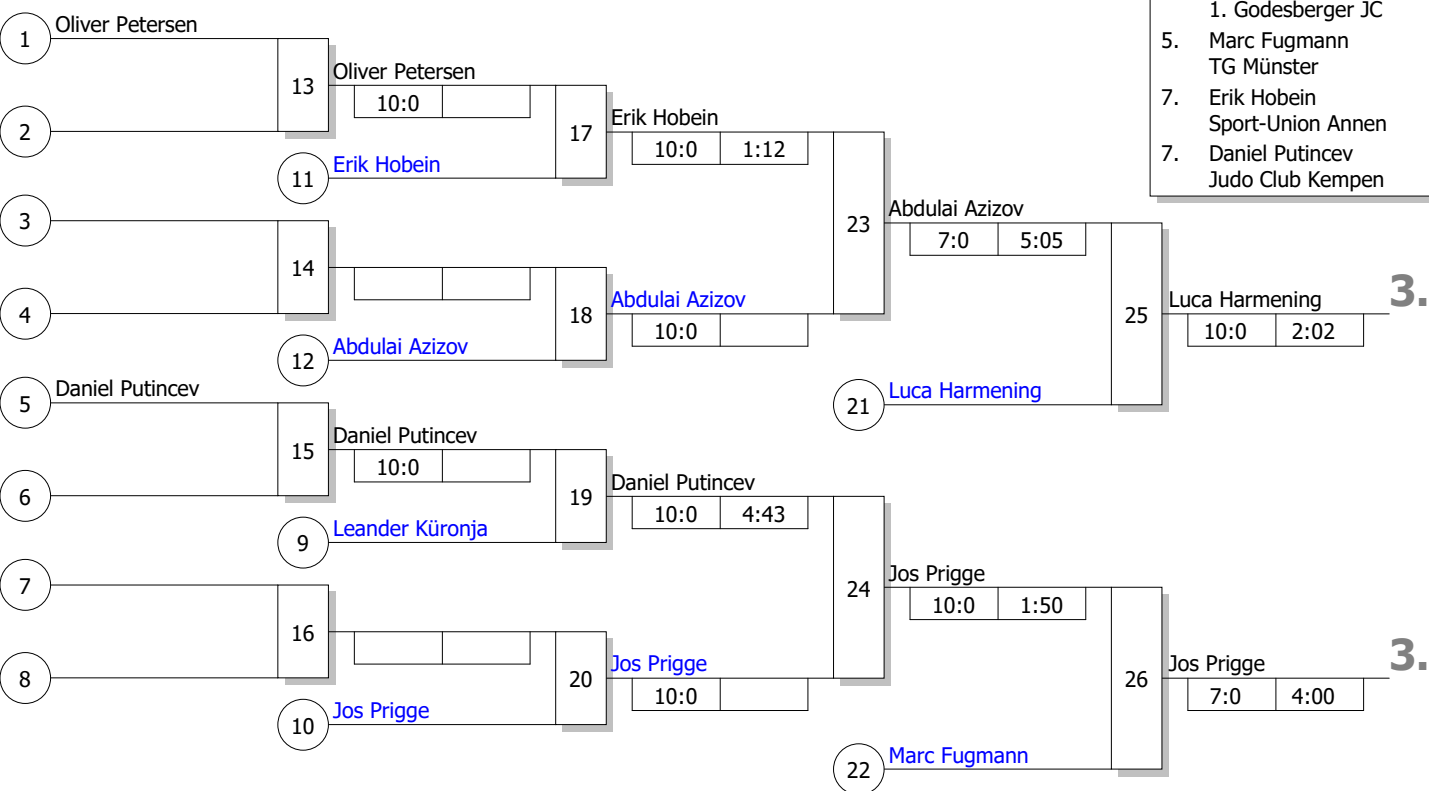 1. Godesberger JC
5. Marc Fugmann
TG Münster
7. Erik Hobein
Sport-Union Annen
7. Daniel Putincev
Judo Club Kempen
1 Oliver Petersen
2
13 Oliver Petersen
10:0
11 Erik Hobein
17 Erik Hobein
10:0 1:12
3
4
14
12 Abdulai Azizov
18 Abdulai Azizov
10:0
23 Abdulai Azizov
7:0 5:05
21 Luca Harmening
25 Luca Harmening 3.
10:0 2:02
5 Daniel Putincev
6
15 Daniel Putincev
10:0
9 Leander Küronja
19 Daniel Putincev
10:0 4:43
7
8
16
10 Jos Prigge
20 Jos Prigge
10:0
24 Jos Prigge
10:0 1:50
22 Marc Fugmann
26 Jos Prigge 3.
7:0 4:00